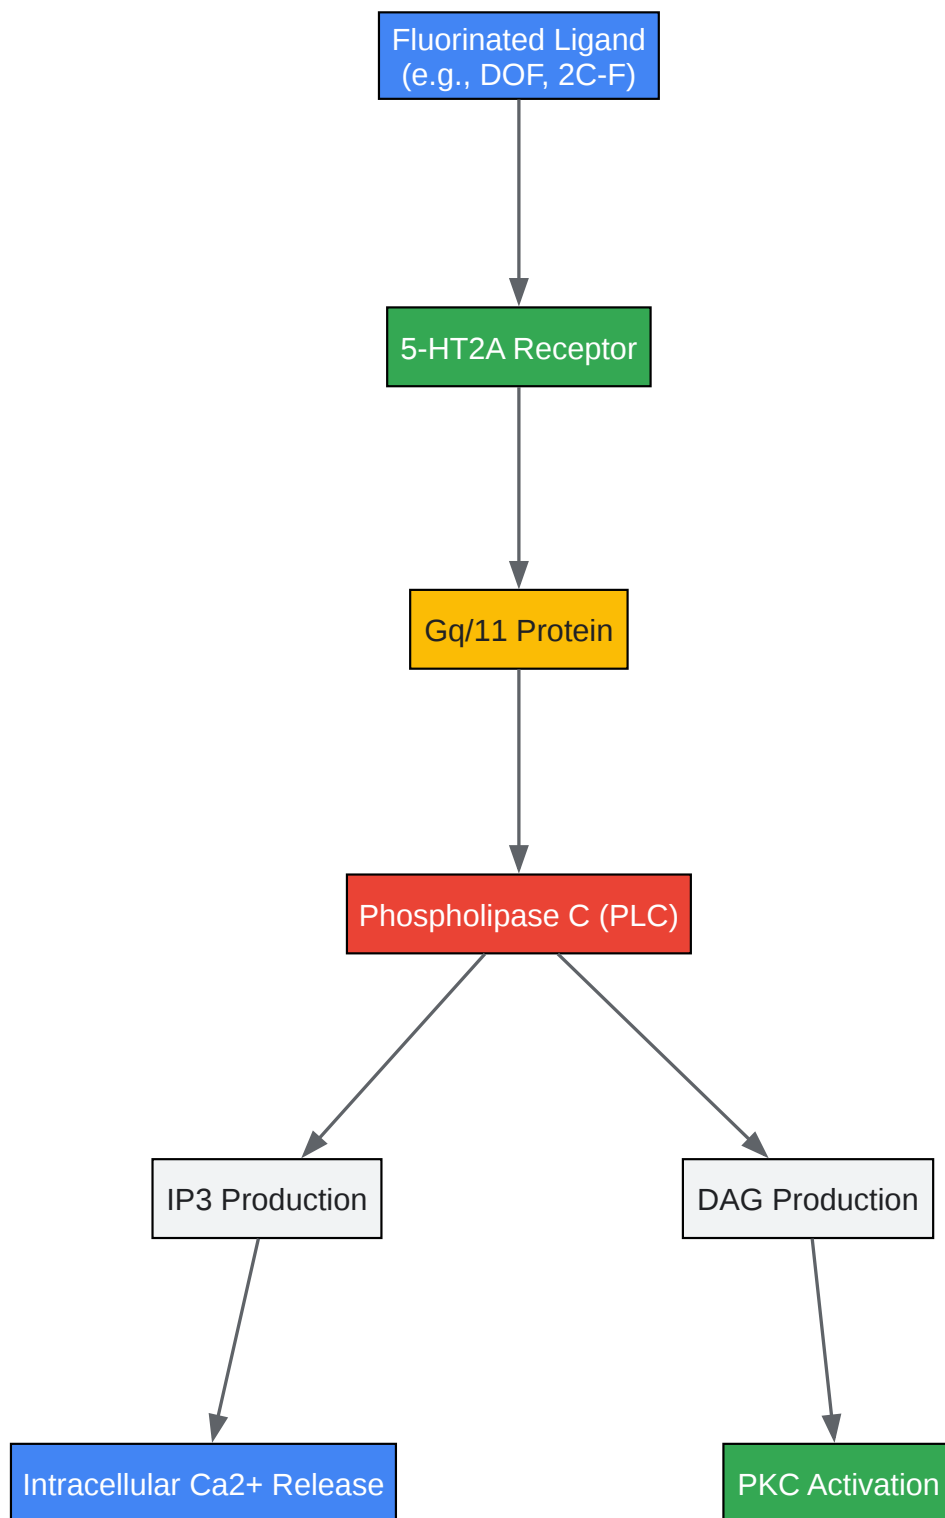 Fluorinated Ligand
(e.g., DOF, 2C-F)
5-HT2A Receptor
Gq/11 Protein
Phospholipase C (PLC)
IP3 Production
DAG Production
Intracellular Ca2+ Release
PKC Activation